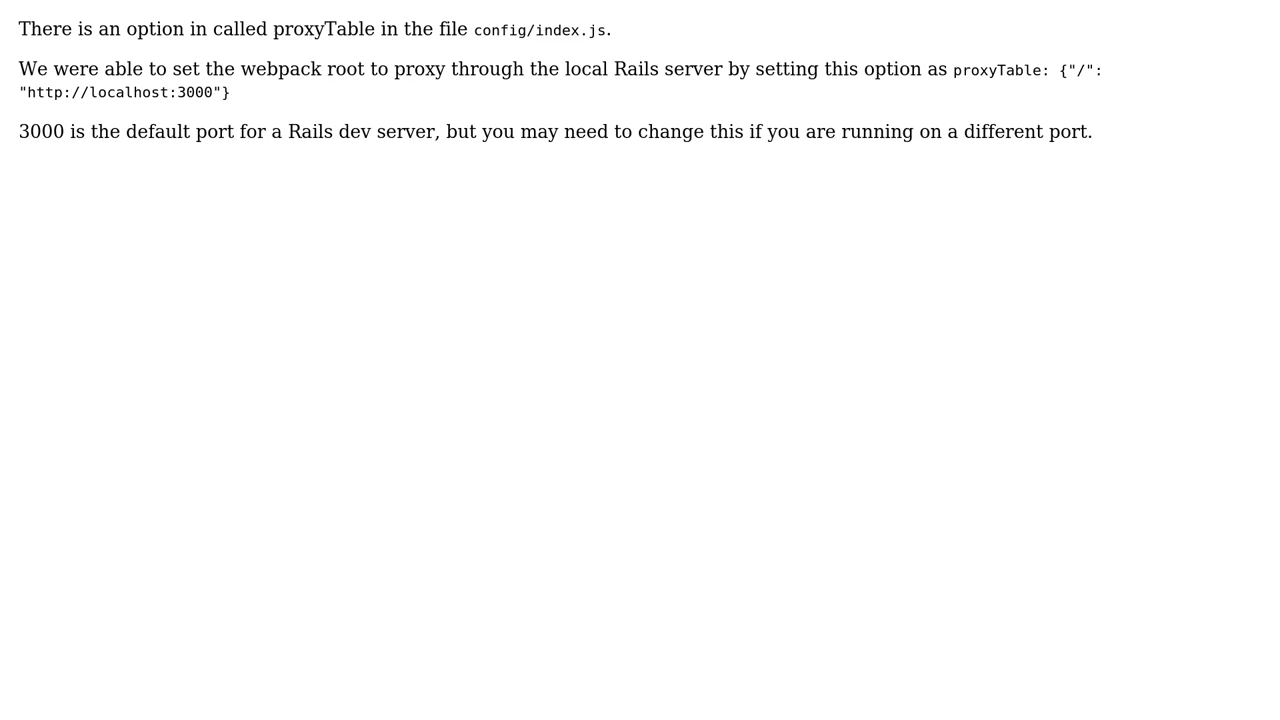 There is an option in called proxyTable in the file config/index.js.
We were able to set the webpack root to proxy through the local Rails server by setting this option as proxyTable: {"/":
"http://localhost:3000"}
3000 is the default port for a Rails dev server, but you may need to change this if you are running on a different port.